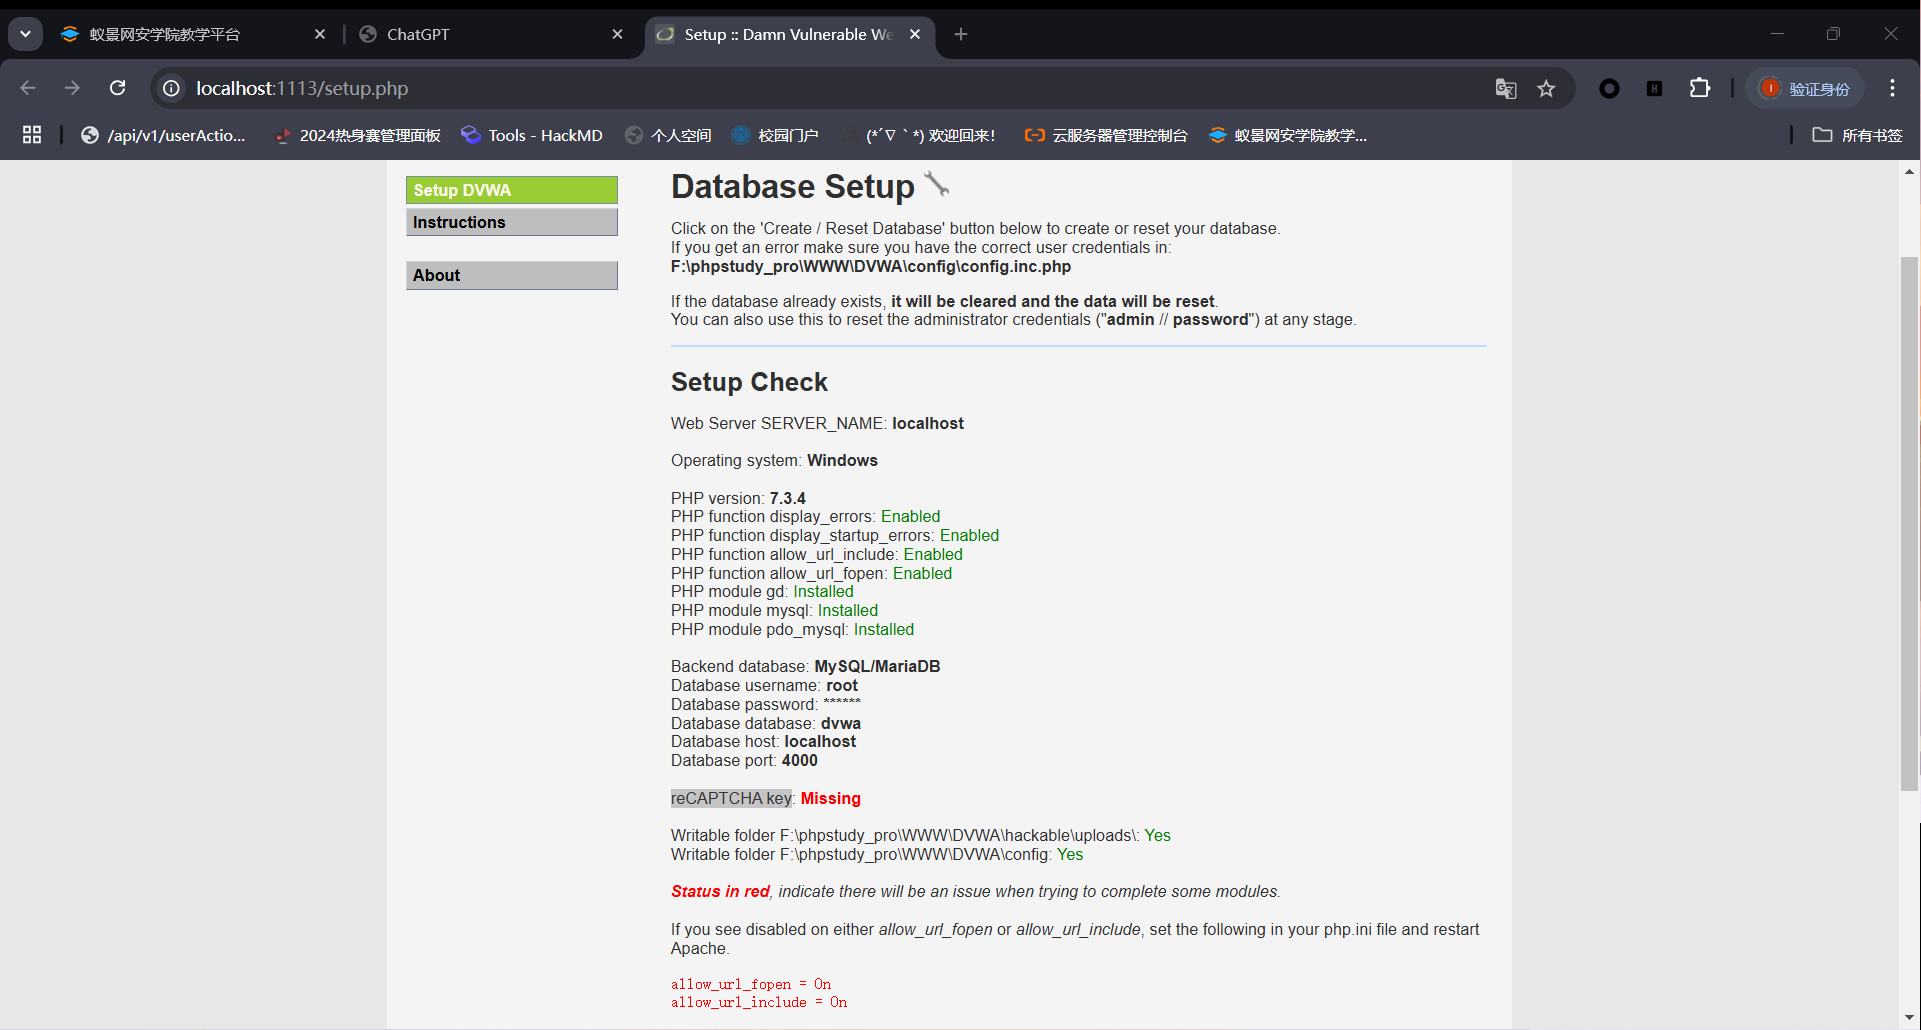 蚁景网安学院教学平台
ChatGPT
Setup :: Damn Vulnerable We
localhost:1113/setup.php
验证身份
/api/v1/userActio...
2024热身赛管理面板
Tools - HackMD
个人空间
校园门户
(*´∇｀*) 欢迎回来！
云服务器管理控制台
蚁景网安学院教学...
所有书签
Setup DVWA
Instructions
About
Database Setup
Click on the 'Create / Reset Database' button below to create or reset your database.
If you get an error make sure you have the correct user credentials in:
F:\phpstudy_pro\WWW\DVWA\config\config.inc.php
If the database already exists, it will be cleared and the data will be reset.
You can also use this to reset the administrator credentials ("admin // password") at any stage.
Setup Check
Web Server SERVER_NAME: localhost
Operating system: Windows
PHP version: 7.3.4
PHP function display_errors: Enabled
PHP function display_startup_errors: Enabled
PHP function allow_url_include: Enabled
PHP function allow_url_fopen: Enabled
PHP module gd: Installed
PHP module mysql: Installed
PHP module pdo_mysql: Installed
Backend database: MySQL/MariaDB
Database username: root
Database password: ******
Database database: dvwa
Database host: localhost
Database port: 4000
reCAPTCHA key: Missing
Writable folder F:\phpstudy_pro\WWW\DVWA\hackable\uploads\: Yes
Writable folder F:\phpstudy_pro\WWW\DVWA\config: Yes
Status in red, indicate there will be an issue when trying to complete some modules.
If you see disabled on either allow_url_fopen or allow_url_include, set the following in your php.ini file and restart
Apache.
allow_url_fopen = On
allow_url_include = On